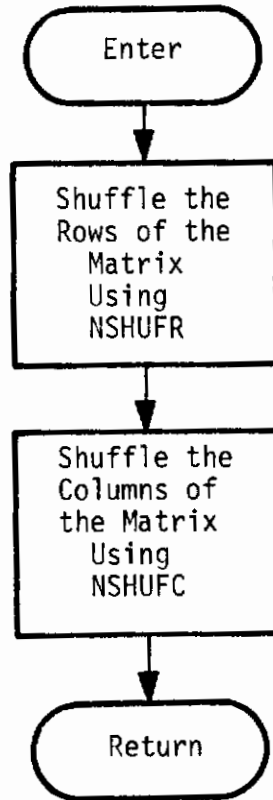 Enter
Shuffle the
Rows of the
Matrix
Using
NSHUFR
Shuffle the
Columns of
the Matrix
Using
NSHUFC
Return